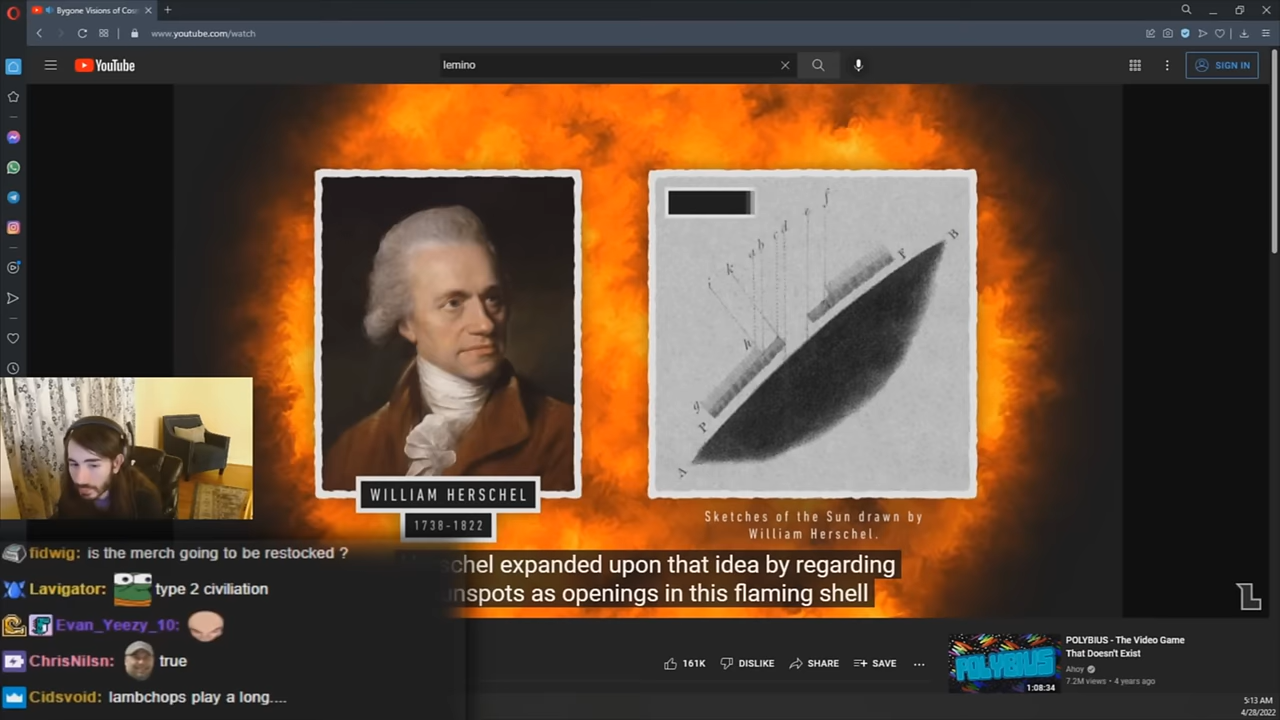 Bygone Visions of Cos
www.youtube.com/watch
YouTube
lemino
SIGN IN
WILLIAM HERSCHEL
1738-1822
i k a b c d e f
h
g
P
A
F
B
Sketches of the Sun drawn by
William Herschel.
schel expanded upon that idea by regarding
unspots as openings in this flaming shell
fidwig: is the merch going to be restocked ?
Lavigator: type 2 civiliation
Evan_Yeezy_10:
ChrisNilsn: true
Cidsvoid: lambchops play a long....
161K DISLIKE SHARE SAVE
POLYBIUS - The Video Game
That Doesn't Exist
Ahoy
7.2M views • 4 years ago
POLYBIUS
1:08:34
5:13 AM
4/28/2022